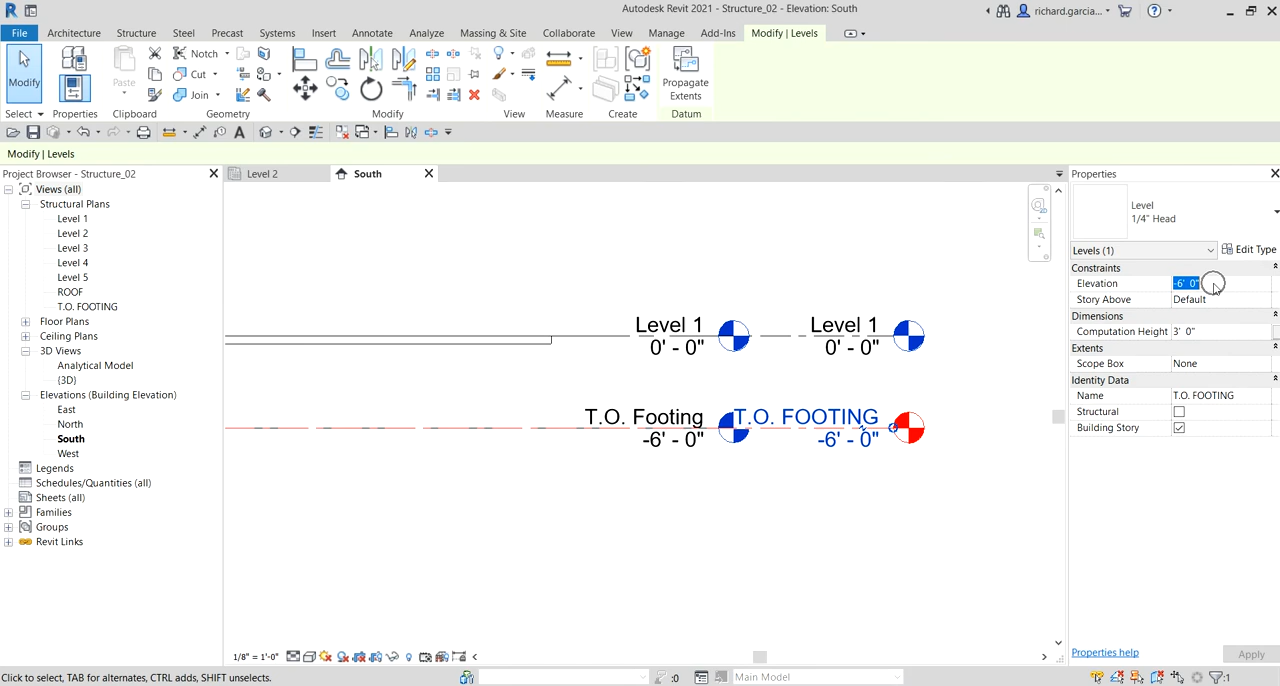 Autodesk Revit 2021 - Structure_02 - Elevation: South
richard.garcia...
File Architecture Structure Steel Precast Systems Insert Annotate Analyze Massing & Site Collaborate View Manage Add-Ins Modify | Levels
Modify
Paste
Notch
Cut
Join
Propagate
Extents
Select Properties Clipboard Geometry Modify View Measure Create Datum
Modify | Levels
Project Browser - Structure_02
Views (all)
Structural Plans
Level 1
Level 2
Level 3
Level 4
Level 5
ROOF
T.O. FOOTING
Floor Plans
Ceiling Plans
3D Views
Analytical Model
{3D}
Elevations (Building Elevation)
East
North
South
West
Legends
Schedules/Quantities (all)
Sheets (all)
Families
Groups
Revit Links
Level 2
South
Level 1
0' - 0"
Level 1
0' - 0"
T.O. Footing
-6' - 0"
T.O. FOOTING
-6' - 0"
1/8" = 1'-0"
Properties
Level
1/4" Head
Levels (1)
Edit Type
Constraints
Elevation -6' 0"
Story Above Default
Dimensions
Computation Height 3' 0"
Extents
Scope Box None
Identity Data
Name T.O. FOOTING
Structural
Building Story
Properties help
Apply
Click to select, TAB for alternates, CTRL adds, SHIFT unselects.
:0
Main Model
:1